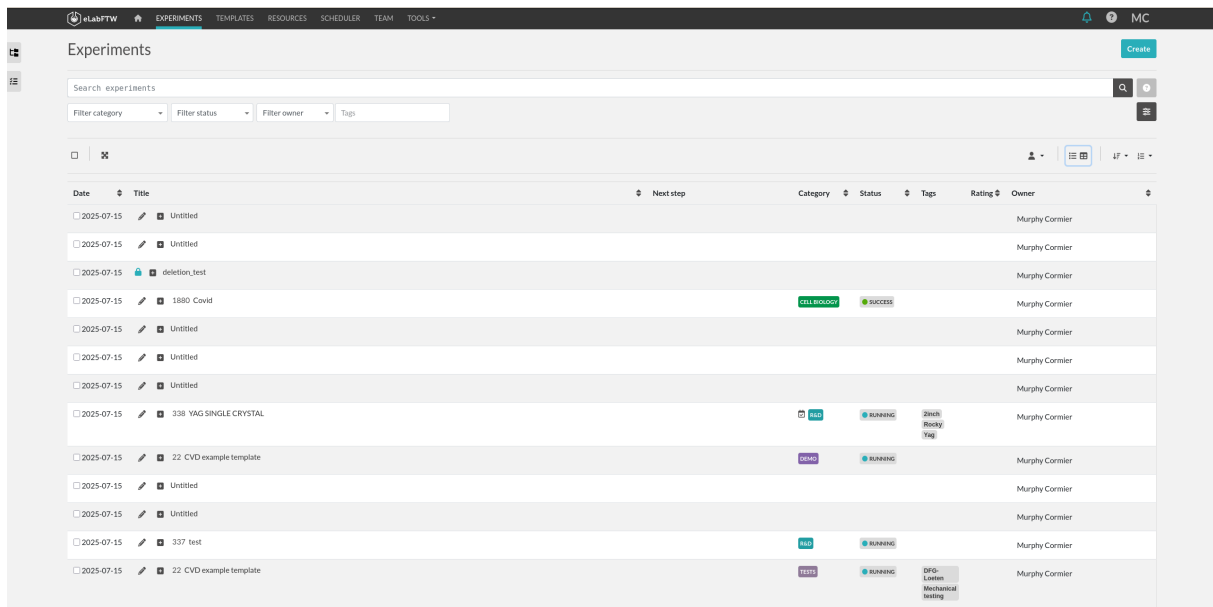 eLabFTW EXPERIMENTS TEMPLATES RESOURCES SCHEDULER TEAM TOOLS MC
Experiments Create
Search experiments
Filter category Filter status Filter owner Tags
Date Title Next step Category Status Tags Rating Owner
2025-07-15 Untitled Murphy Cormier
2025-07-15 Untitled Murphy Cormier
2025-07-15 deletion_test Murphy Cormier
2025-07-15 1880 Covid CELL BIOLOGY SUCCESS Murphy Cormier
2025-07-15 Untitled Murphy Cormier
2025-07-15 Untitled Murphy Cormier
2025-07-15 Untitled Murphy Cormier
2025-07-15 338 YAG SINGLE CRYSTAL R&D RUNNING 2inch Murphy Cormier
Rocky
Yag
2025-07-15 22 CVD example template DEMO RUNNING Murphy Cormier
2025-07-15 Untitled Murphy Cormier
2025-07-15 Untitled Murphy Cormier
2025-07-15 337 test R&D RUNNING Murphy Cormier
2025-07-15 22 CVD example template TESTS RUNNING DFG- Murphy Cormier
Loeten
Mechanical
testing